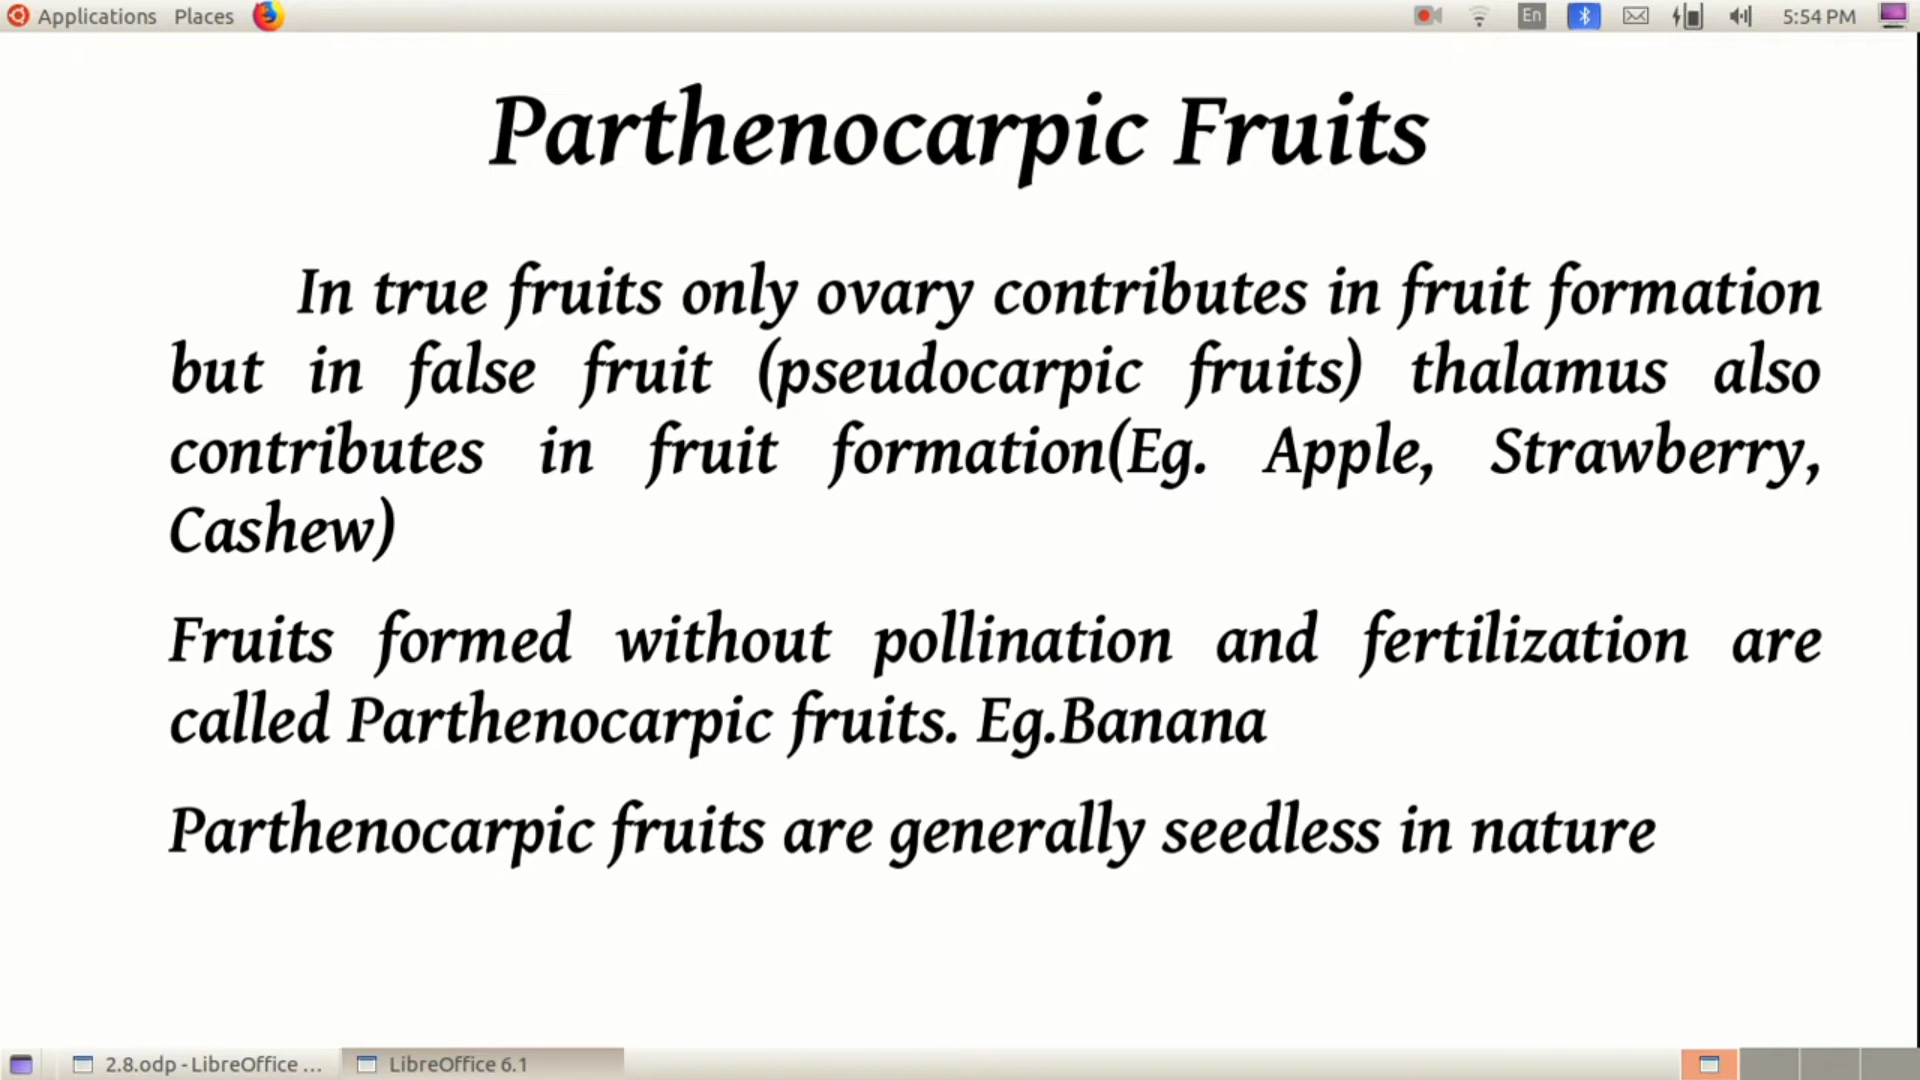 Applications Places En 5:54 PM
Parthenocarpic Fruits
In true fruits only ovary contributes in fruit formation
but in false fruit (pseudocarpic fruits) thalamus also
contributes in fruit formation(Eg. Apple, Strawberry,
Cashew)
Fruits formed without pollination and fertilization are
called Parthenocarpic fruits. Eg.Banana
Parthenocarpic fruits are generally seedless in nature
2.8.odp - LibreOffice ... LibreOffice 6.1